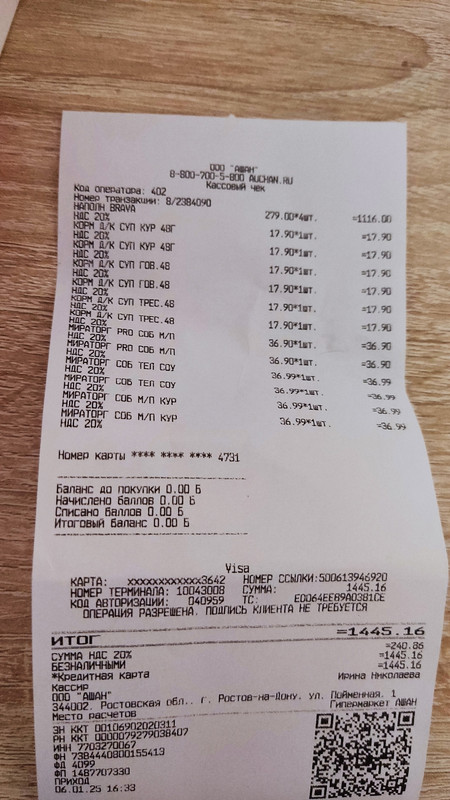 ООО "АШАН"
8-800-700-5-800 AUCHAN.RU
Кассовый чек
Код оператора: 402
Номер транзакции: 8/2384090
НАПОЛН BRAVA 279.00*4шт. =1116.00
НДС 20%
КОРМ Д/К СУП КУР 48Г 17.90*1шт. =17.90
НДС 20%
КОРМ Д/К СУП КУР 48Г 17.90*1шт. =17.90
НДС 20%
КОРМ Д/К СУП ГОВ.48 17.90*1шт. =17.90
НДС 20%
КОРМ Д/К СУП ГОВ.48 17.90*1шт. =17.90
НДС 20%
КОРМ Д/К СУП ТРЕС.48 17.90*1шт. =17.90
НДС 20%
КОРМ Д/К СУП ТРЕС.48 17.90*1шт. =17.90
НДС 20%
МИРАТОРГ PRO СОБ М/П 36.90*1шт. =36.90
НДС 20%
МИРАТОРГ PRO СОБ М/П 36.90*1шт. =36.90
НДС 20%
МИРАТОРГ СОБ ТЕЛ СОУ 36.99*1шт. =36.99
НДС 20%
МИРАТОРГ СОБ ТЕЛ СОУ 36.99*1шт. =36.99
НДС 20%
МИРАТОРГ СОБ М/П КУР 36.99*1шт. =36.99
НДС 20%
МИРАТОРГ СОБ М/П КУР 36.99*1шт. =36.99
НДС 20%
Номер карты **** **** **** 4731
Баланс до покупки 0.00 Б
Начислено баллов 0.00 Б
Списано баллов 0.00 Б
Итоговый баланс 0.00 Б
Visa
КАРТА: xxxxxxxxxxxx3642 НОМЕР ССЫЛКИ:500613946920
НОМЕР ТЕРМИНАЛА: 10043008 СУММА: 1445.16
КОД АВТОРИЗАЦИИ: 040959 TC: ED064EE89A0381CE
ОПЕРАЦИЯ РАЗРЕШЕНА. ПОДПИСЬ КЛИЕНТА НЕ ТРЕБУЕТСЯ
ИТОГ =1445.16
СУММА НДС 20% =240.86
БЕЗНАЛИЧНЫМИ =1445.16
*Кредитная карта =1445.16
Кассир Ирина Николаева
ООО "АШАН"
344002, Ростовская обл., г. Ростов-на-Дону, ул. Пойменная, 1
Место расчетов Гипермаркет АШАН
ЗН ККТ 00106902020311
РН ККТ 0000079279038407
ИНН 7703270067
ФН 7384440800155413
ФД 4099
ФП 1487707330
ПРИХОД
06.01.25 16:33